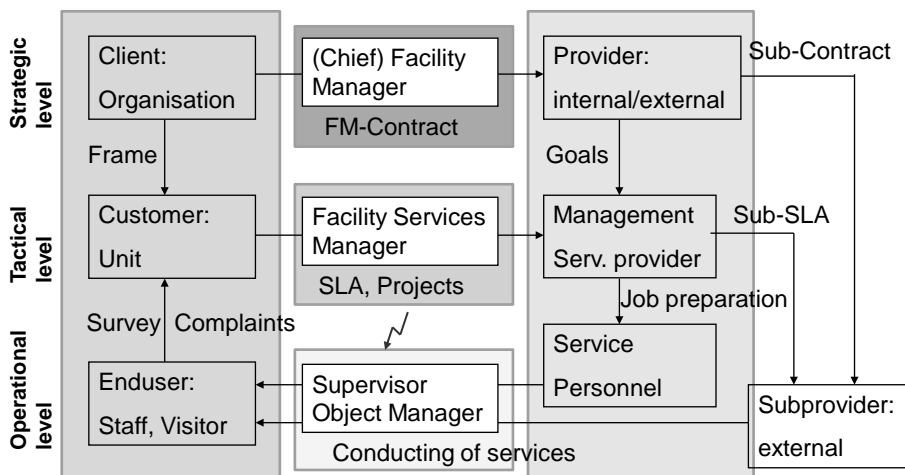 Strategic
level
Client:
Organisation
(Chief) Facility
Manager
FM-Contract
Provider:
internal/external
Sub-Contract
Frame
Goals
Tactical
level
Customer:
Unit
Facility Services
Manager
SLA, Projects
Management
Serv. provider
Sub-SLA
Survey
Complaints
Job preparation
Operational
level
Enduser:
Staff, Visitor
Supervisor
Object Manager
Conducting of services
Service
Personnel
Subprovider:
external